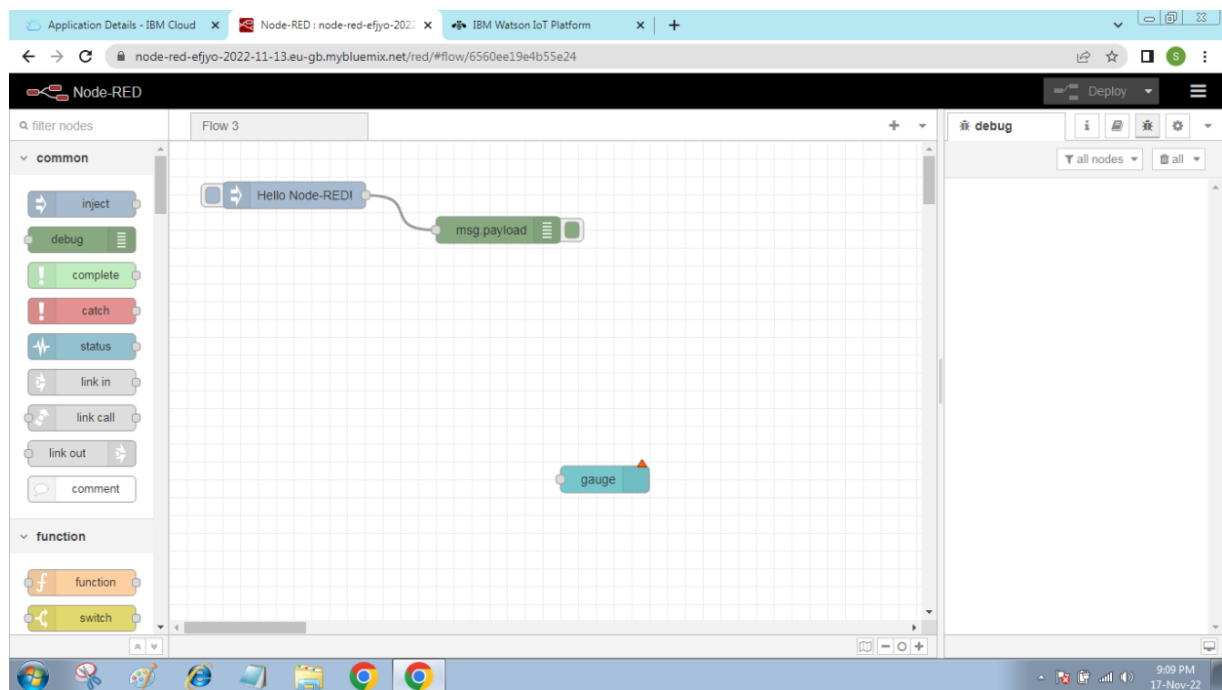 Application Details - IBM Cloud
Node-RED : node-red-efjyo-2022
IBM Watson IoT Platform
node-red-efjyo-2022-11-13.eu-gb.mybluemix.net/red/#flow/6560ee19e4b55e24
S
Node-RED
Deploy
filter nodes
Flow 3
debug
i
all nodes
all
common
inject
debug
complete
catch
status
link in
link call
link out
comment
function
function
switch
Hello Node-RED!
msg.payload
gauge
9:09 PM
17-Nov-22